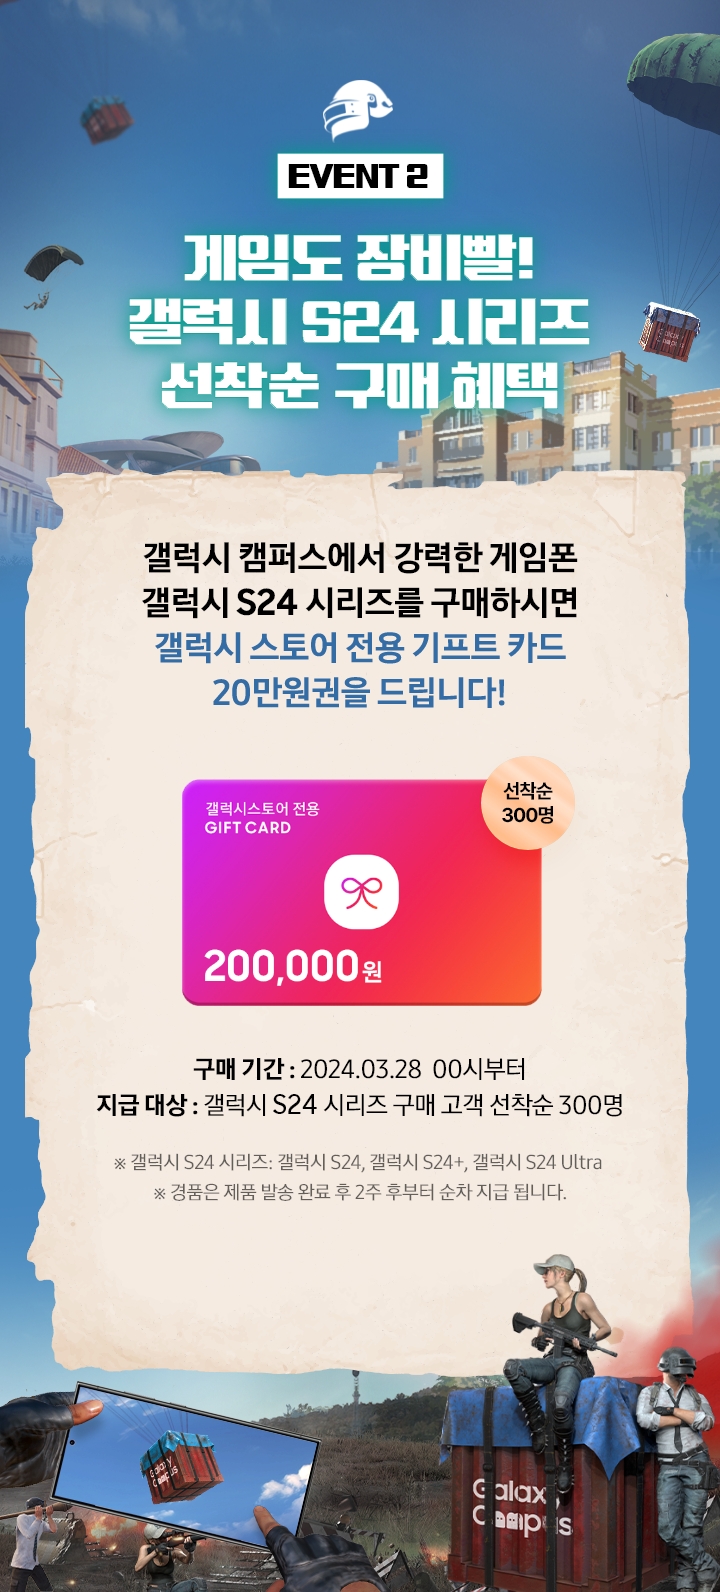 EVENT 2
게임도 장비빨!
갤럭시 S24 시리즈
선착순 구매 혜택
갤럭시 캠퍼스에서 강력한 게임폰
갤럭시 S24 시리즈를 구매하시면
갤럭시 스토어 전용 기프트 카드
20만원권을 드립니다!
선착순
300명
갤럭시스토어 전용
GIFT CARD
200,000원
구매 기간 : 2024.03.28 00시부터
지급 대상 : 갤럭시 S24 시리즈 구매 고객 선착순 300명
※ 갤럭시 S24 시리즈: 갤럭시 S24, 갤럭시 S24+, 갤럭시 S24 Ultra
※ 경품은 제품 발송 완료 후 2주 후부터 순차 지급 됩니다.
Galaxy
Campus
Galaxy
Campus